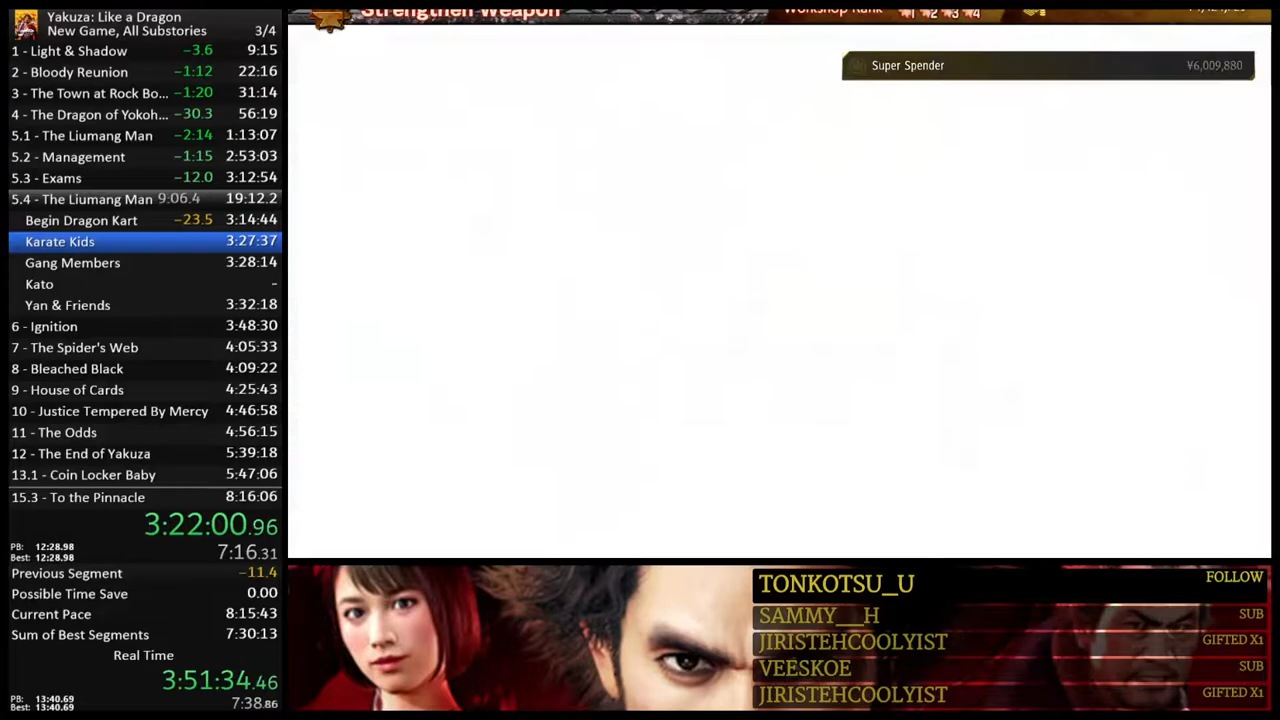 Yakuza: Like a Dragon
New Game, All Substories 3/4
1 - Light & Shadow −3.6 9:15
2 - Bloody Reunion −1:12 22:16
3 - The Town at Rock Bo... −1:20 31:14
4 - The Dragon of Yokoh... −30.3 56:19
5.1 - The Liumang Man −2:14 1:13:07
5.2 - Management −1:15 2:53:03
5.3 - Exams −12.0 3:12:54
5.4 - The Liumang Man 9:06.4 19:12.2
Begin Dragon Kart −23.5 3:14:44
Karate Kids 3:27:37
Gang Members 3:28:14
Kato -
Yan & Friends 3:32:18
6 - Ignition 3:48:30
7 - The Spider's Web 4:05:33
8 - Bleached Black 4:09:22
9 - House of Cards 4:25:43
10 - Justice Tempered By Mercy 4:46:58
11 - The Odds 4:56:15
12 - The End of Yakuza 5:39:18
13.1 - Coin Locker Baby 5:47:06
15.3 - To the Pinnacle 8:16:06
3:22:00.96
PB: 12:28.98
Best: 12:28.98 7:16.31
Previous Segment −11.4
Possible Time Save 0.00
Current Pace 8:15:43
Sum of Best Segments 7:30:13
Real Time
3:51:34.46
PB: 13:40.69
Best: 13:40.69 7:38.86
Strengthen Weapon Workshop Rank 1 2 3 4
Super Spender ¥6,009,880
TONKOTSU_U FOLLOW
SAMMY__H SUB
JIRISTEHCOOLYIST GIFTED X1
VEESKOE SUB
JIRISTEHCOOLYIST GIFTED X1